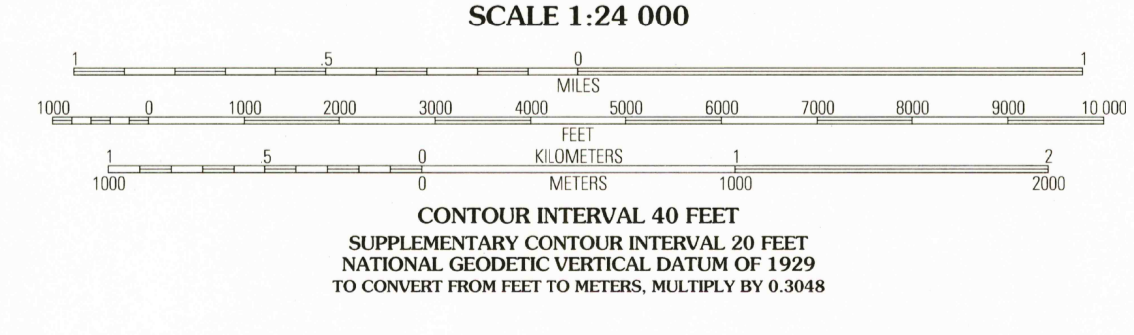 SCALE 1:24 000
1 .5 0 1
MILES
1000 0 1000 2000 3000 4000 5000 6000 7000 8000 9000 10 000
FEET
1 .5 0 KILOMETERS 1 2
1000 0 METERS 1000 2000
CONTOUR INTERVAL 40 FEET
SUPPLEMENTARY CONTOUR INTERVAL 20 FEET
NATIONAL GEODETIC VERTICAL DATUM OF 1929
TO CONVERT FROM FEET TO METERS, MULTIPLY BY 0.3048